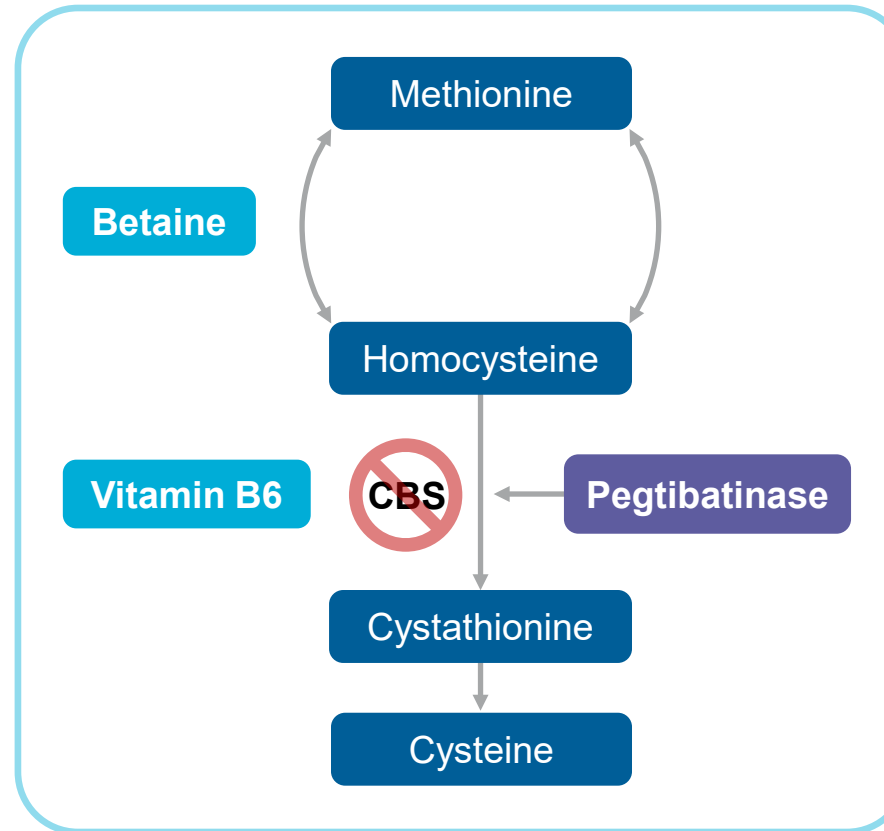 Methionine
Betaine
Homocysteine
Vitamin B6
CBS
Pegtibatinase
Cystathionine
Cysteine